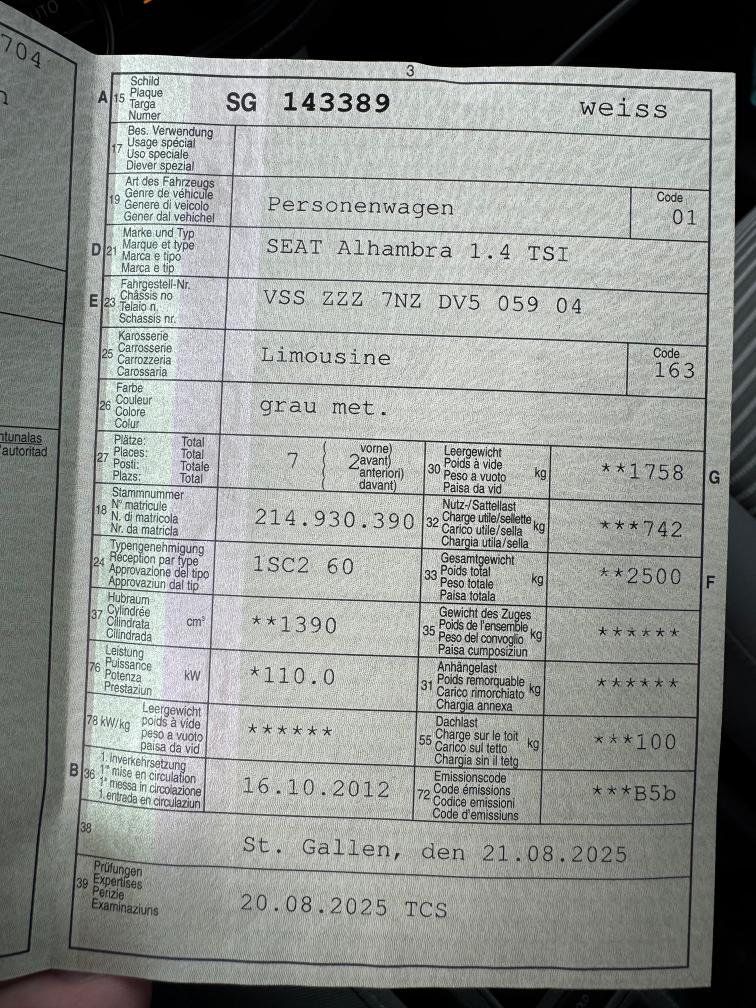 704
n
ntunalas
'autoritad
3
A 15 Schild
Plaque
Targa
Numer
SG 143389 weiss
17 Bes. Verwendung
Usage spécial
Uso speciale
Diever spezial
19 Art des Fahrzeugs
Genre de véhicule
Genere di veicolo
Gener dal vehichel
Personenwagen
Code
01
D 21 Marke und Typ
Marque et type
Marca e tipo
Marca e tip
SEAT Alhambra 1.4 TSI
E 23 Fahrgestell-Nr.
Châssis no
Telaio n.
Schassis nr.
VSS ZZZ 7NZ DV5 059 04
25 Karosserie
Carrosserie
Carrozzeria
Carossaria
Limousine
Code
163
26 Farbe
Couleur
Colore
Colur
grau met.
27 Plätze: Total
Places: Total
Posti: Totale
Plazs: Total
7 ( 2 vorne)
avant)
anteriori)
davant)
30 Leergewicht
Poids à vide
Peso a vuoto
Paisa da vid
kg
**1758
G
18 Stammnummer
N° matricule
N. di matricola
Nr. da matricla
214.930.390
32 Nutz-/Sattellast
Charge utile/sellette
Carico utile/sella
Chargia utila/sella
kg
***742
24 Typengenehmigung
Réception par type
Approvazione del tipo
Approvaziun dal tip
1SC2 60
33 Gesamtgewicht
Poids total
Peso totale
Paisa totala
kg
**2500
F
37 Hubraum
Cylindrée
Cilindrata
Cilindrada
cm³
**1390
35 Gewicht des Zuges
Poids de l'ensemble
Peso del convoglio
Paisa cumposiziun
kg
******
76 Leistung
Puissance
Potenza
Prestaziun
kW
*110.0
31 Anhängelast
Poids remorquable
Carico rimorchiato
Chargia annexa
kg
******
78 kW/kg Leergewicht
poids à vide
peso a vuoto
paisa da vid
******
55 Dachlast
Charge sur le toit
Carico sul tetto
Chargia sin il tetg
kg
***100
B 36 1. Inverkehrsetzung
1re mise en circulation
1a messa in circolazione
1. entrada en circulaziun
16.10.2012
72 Emissionscode
Code émissions
Codice emissioni
Code d'emissiuns
***B5b
38
St. Gallen, den 21.08.2025
39 Prüfungen
Expertises
Perizie
Examinaziuns
20.08.2025 TCS